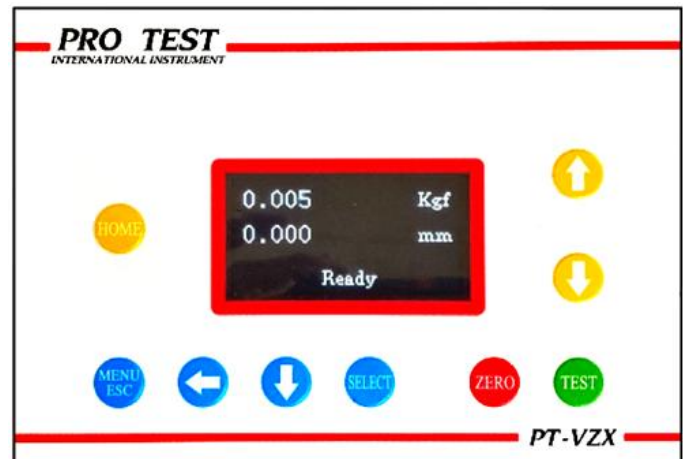 PRO TEST
INTERNATIONAL INSTRUMENT
0.005 Kgf
0.000 mm
Ready
HOME
MENU
ESC
SELECT
ZERO
TEST
PT-VZX